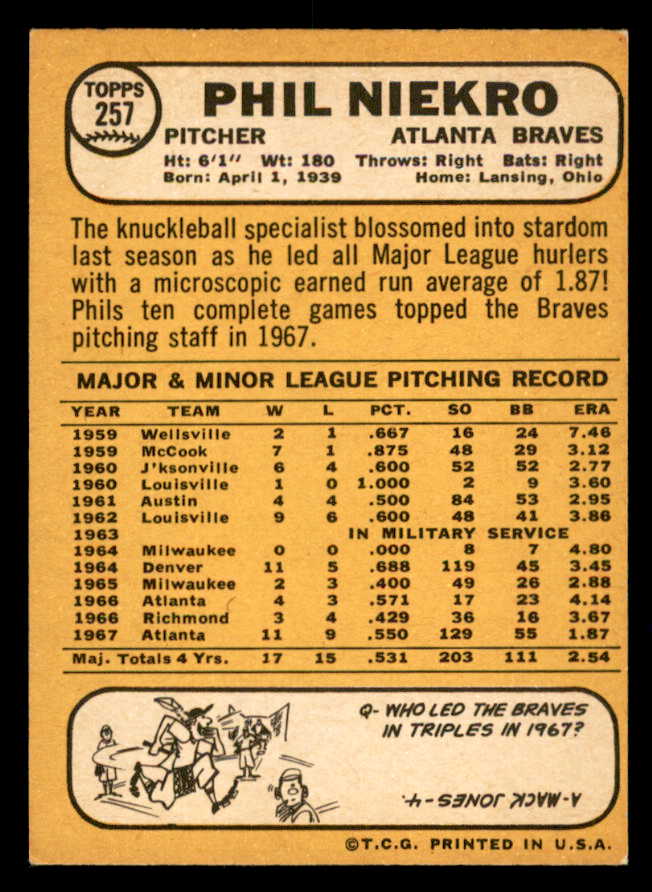 TOPPS
257
PHIL NIEKRO
PITCHER ATLANTA BRAVES
Ht: 6'1" Wt: 180 Throws: Right Bats: Right
Born: April 1, 1939 Home: Lansing, Ohio
The knuckleball specialist blossomed into stardom
last season as he led all Major League hurlers
with a microscopic earned run average of 1.87!
Phils ten complete games topped the Braves
pitching staff in 1967.
MAJOR & MINOR LEAGUE PITCHING RECORD
YEAR TEAM W L PCT. SO BB ERA
1959 Wellsville 2 1 .667 16 24 7.46
1959 McCook 7 1 .875 48 29 3.12
1960 J'ksonville 6 4 .600 52 52 2.77
1960 Louisville 1 0 1.000 2 9 3.60
1961 Austin 4 4 .500 84 53 2.95
1962 Louisville 9 6 .600 48 41 3.86
1963 IN MILITARY SERVICE
1964 Milwaukee 0 0 .000 8 7 4.80
1964 Denver 11 5 .688 119 45 3.45
1965 Milwaukee 2 3 .400 49 26 2.88
1966 Atlanta 4 3 .571 17 23 4.14
1966 Richmond 3 4 .429 36 16 3.67
1967 Atlanta 11 9 .550 129 55 1.87
Maj. Totals 4 Yrs. 17 15 .531 203 111 2.54
Q- WHO LED THE BRAVES
IN TRIPLES IN 1967?
A- MACK JONES - 4.
©T.C.G. PRINTED IN U.S.A.